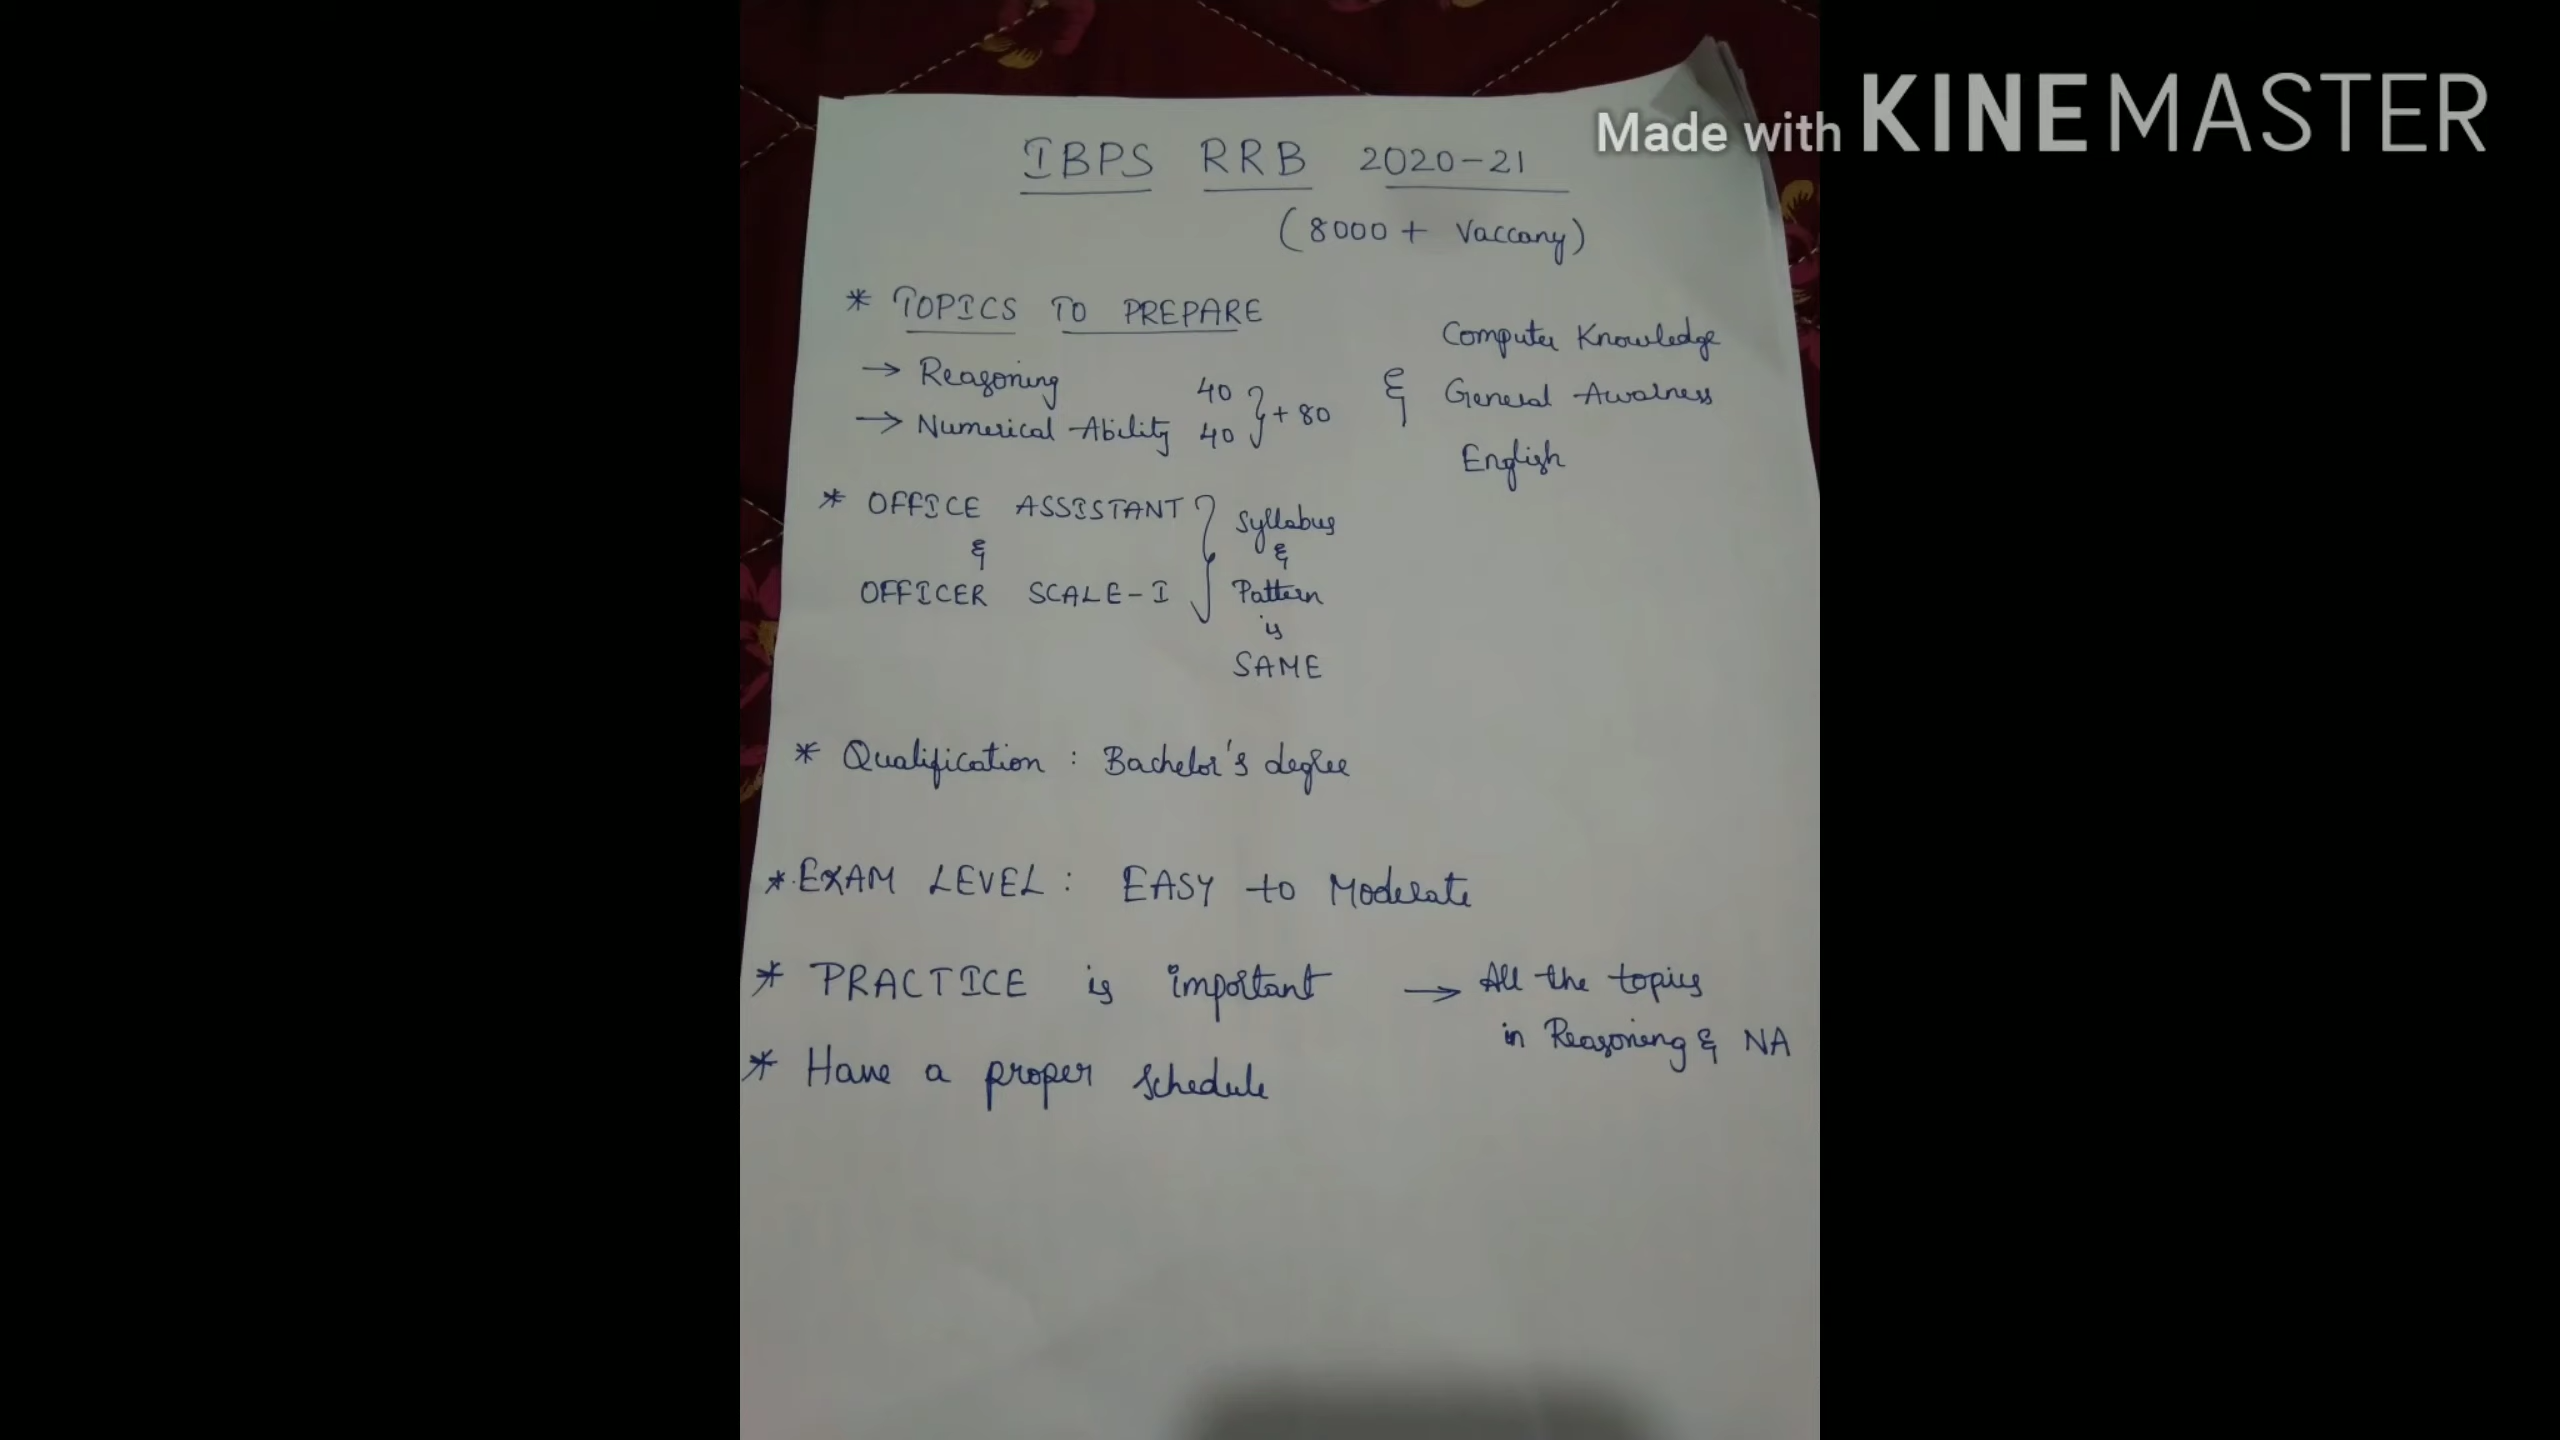 Made with KINEMASTER
IBPS RRB 2020-21
(8000 + Vaccany)
* TOPICS TO PREPARE
→ Reasoning 40
→ Numerical Ability 40 } + 80
& Computer Knowledge
General Awarness
English
* OFFICE ASSISTANT
&
OFFICER SCALE-I
} Syllabus
&
Pattern
is
SAME
* Qualification : Bachelor's degree
* EXAM LEVEL : EASY to Moderate
* PRACTICE is important → All the topics
in Reasoning & NA
* Have a proper schedule